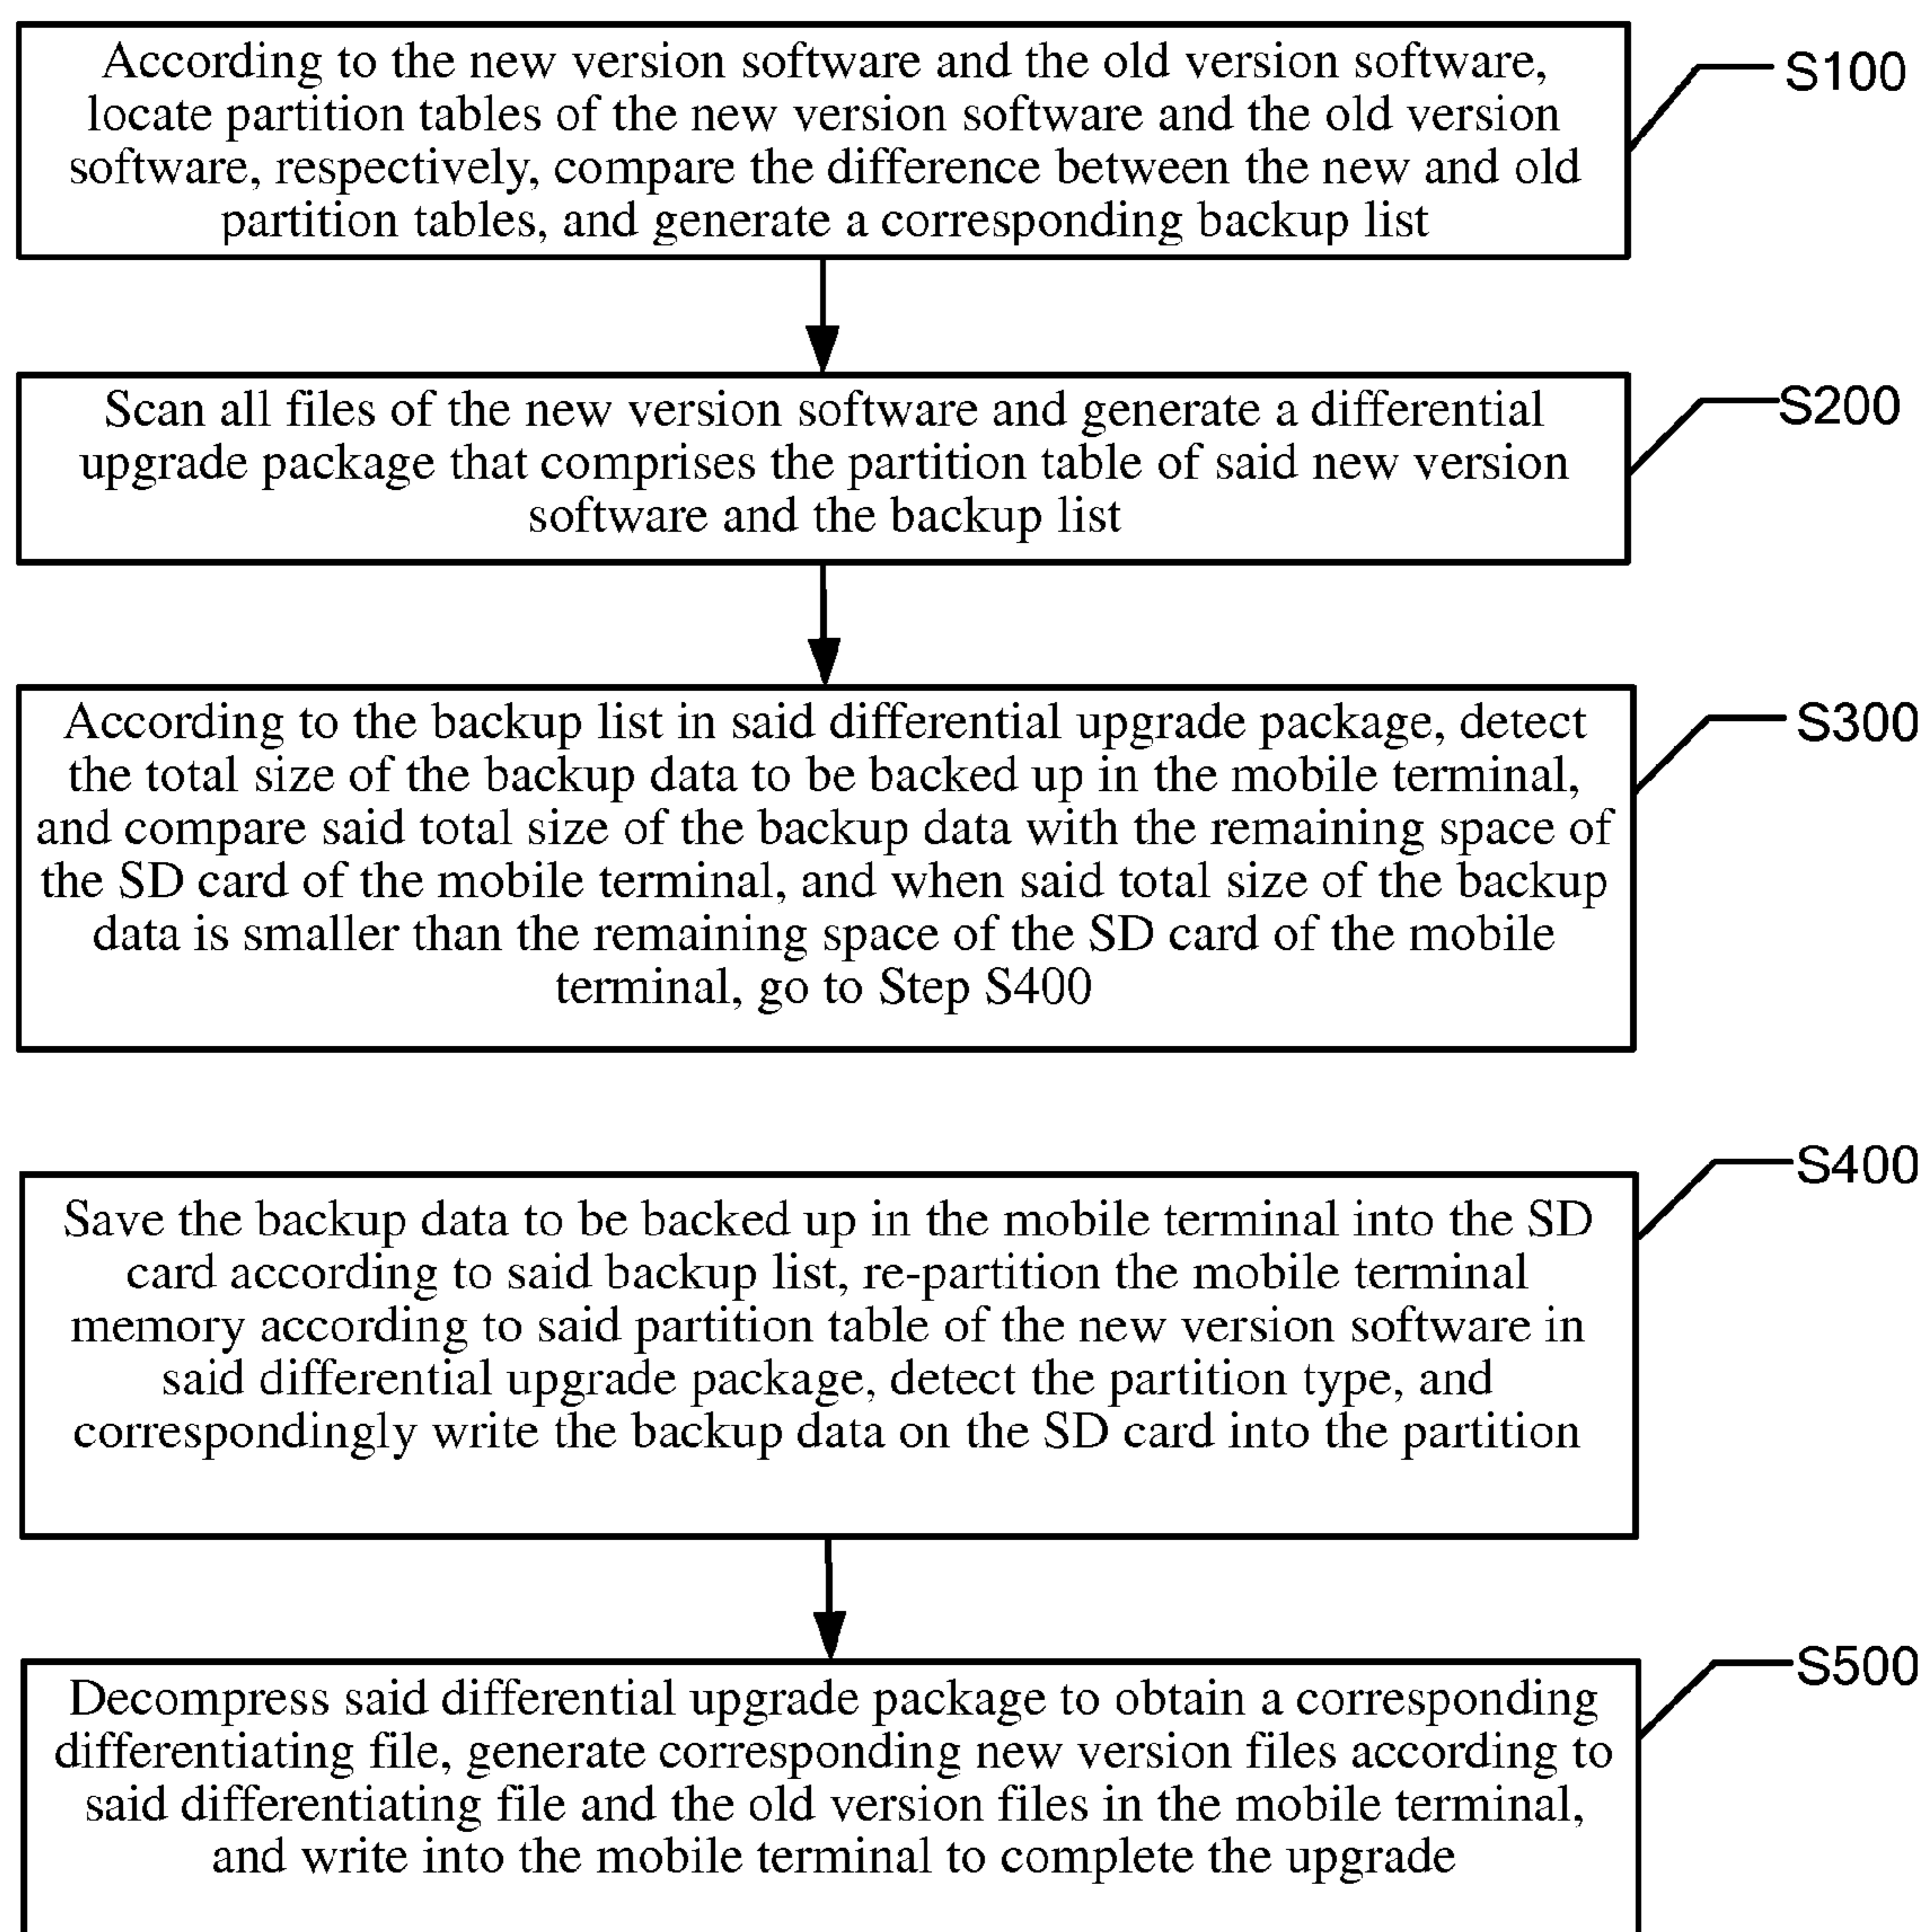 According to the new version software and the old version software,
locate partition tables of the new version software and the old version
software, respectively, compare the difference between the new and old
partition tables, and generate a corresponding backup list
S100
Scan all files of the new version software and generate a differential
upgrade package that comprises the partition table of said new version
software and the backup list
S200
According to the backup list in said differential upgrade package, detect
the total size of the backup data to be backed up in the mobile terminal,
and compare said total size of the backup data with the remaining space of
the SD card of the mobile terminal, and when said total size of the backup
data is smaller than the remaining space of the SD card of the mobile
terminal, go to Step S400
S300
Save the backup data to be backed up in the mobile terminal into the SD
card according to said backup list, re-partition the mobile terminal
memory according to said partition table of the new version software in
said differential upgrade package, detect the partition type, and
correspondingly write the backup data on the SD card into the partition
S400
Decompress said differential upgrade package to obtain a corresponding
differentiating file, generate corresponding new version files according to
said differentiating file and the old version files in the mobile terminal,
and write into the mobile terminal to complete the upgrade
S500